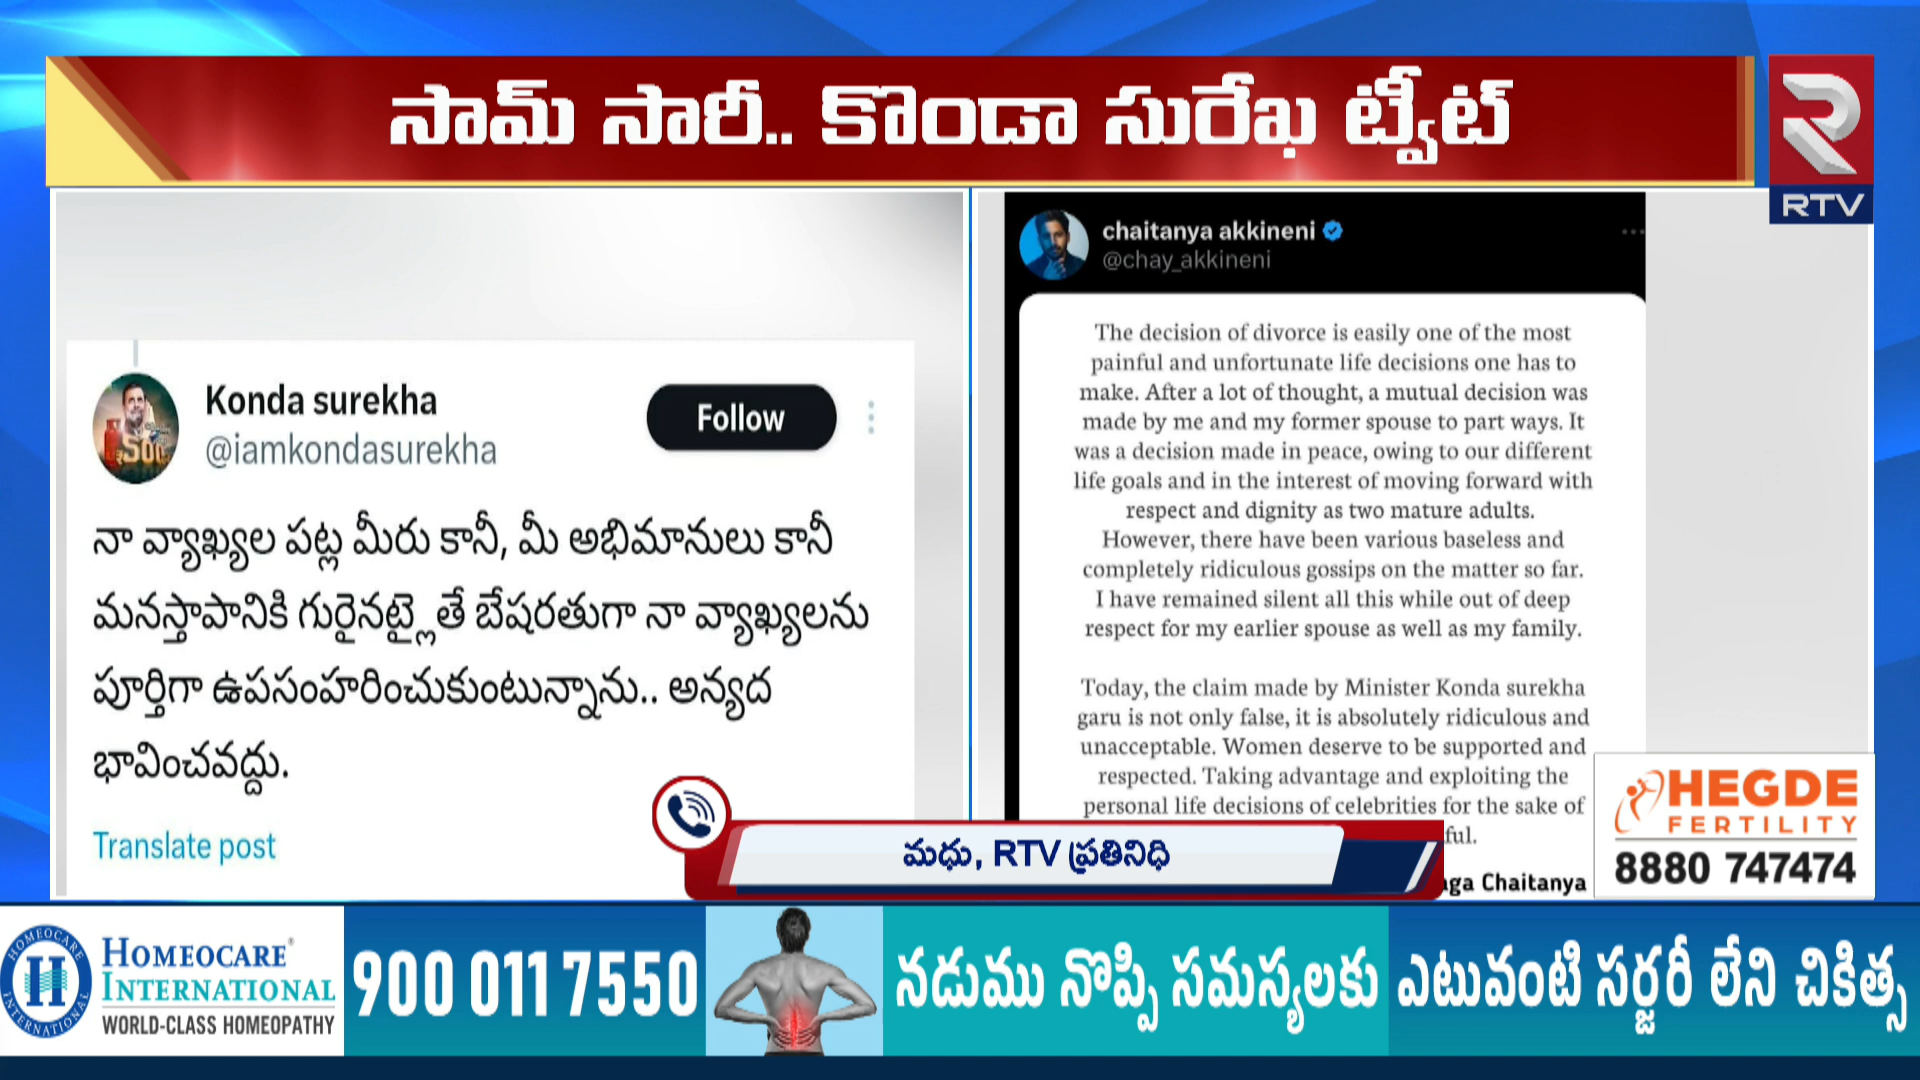 సామ్ సారీ.. కొండా సురేఖ ట్వీట్
R
RTV
Konda surekha
@iamkondasurekha
Follow
నా వ్యాఖ్యల పట్ల మీరు కానీ, మీ అభిమానులు కానీ
మనస్తాపానికి గురైనట్లైతే బేషరతుగా నా వ్యాఖ్యలను
పూర్తిగా ఉపసంహరించుకుంటున్నాను.. అన్యద
భావించవద్దు.
Translate post
chaitanya akkineni
@chay_akkineni
The decision of divorce is easily one of the most
painful and unfortunate life decisions one has to
make. After a lot of thought, a mutual decision was
made by me and my former spouse to part ways. It
was a decision made in peace, owing to our different
life goals and in the interest of moving forward with
respect and dignity as two mature adults.
However, there have been various baseless and
completely ridiculous gossips on the matter so far.
I have remained silent all this while out of deep
respect for my earlier spouse as well as my family.
Today, the claim made by Minister Konda surekha
garu is not only false, it is absolutely ridiculous and
unacceptable. Women deserve to be supported and
respected. Taking advantage and exploiting the
personal life decisions of celebrities for the sake of
ful.
aga Chaitanya
మధు, RTV ప్రతినిధి
HEGDE
FERTILITY
8880 747474
HOMEOCARE
INTERNATIONAL
H
HOMEOCARE
INTERNATIONAL
WORLD-CLASS HOMEOPATHY
900 011 7550
నడుము నొప్పి సమస్యలకు
ఎటువంటి సర్జరీ లేని చికిత్స